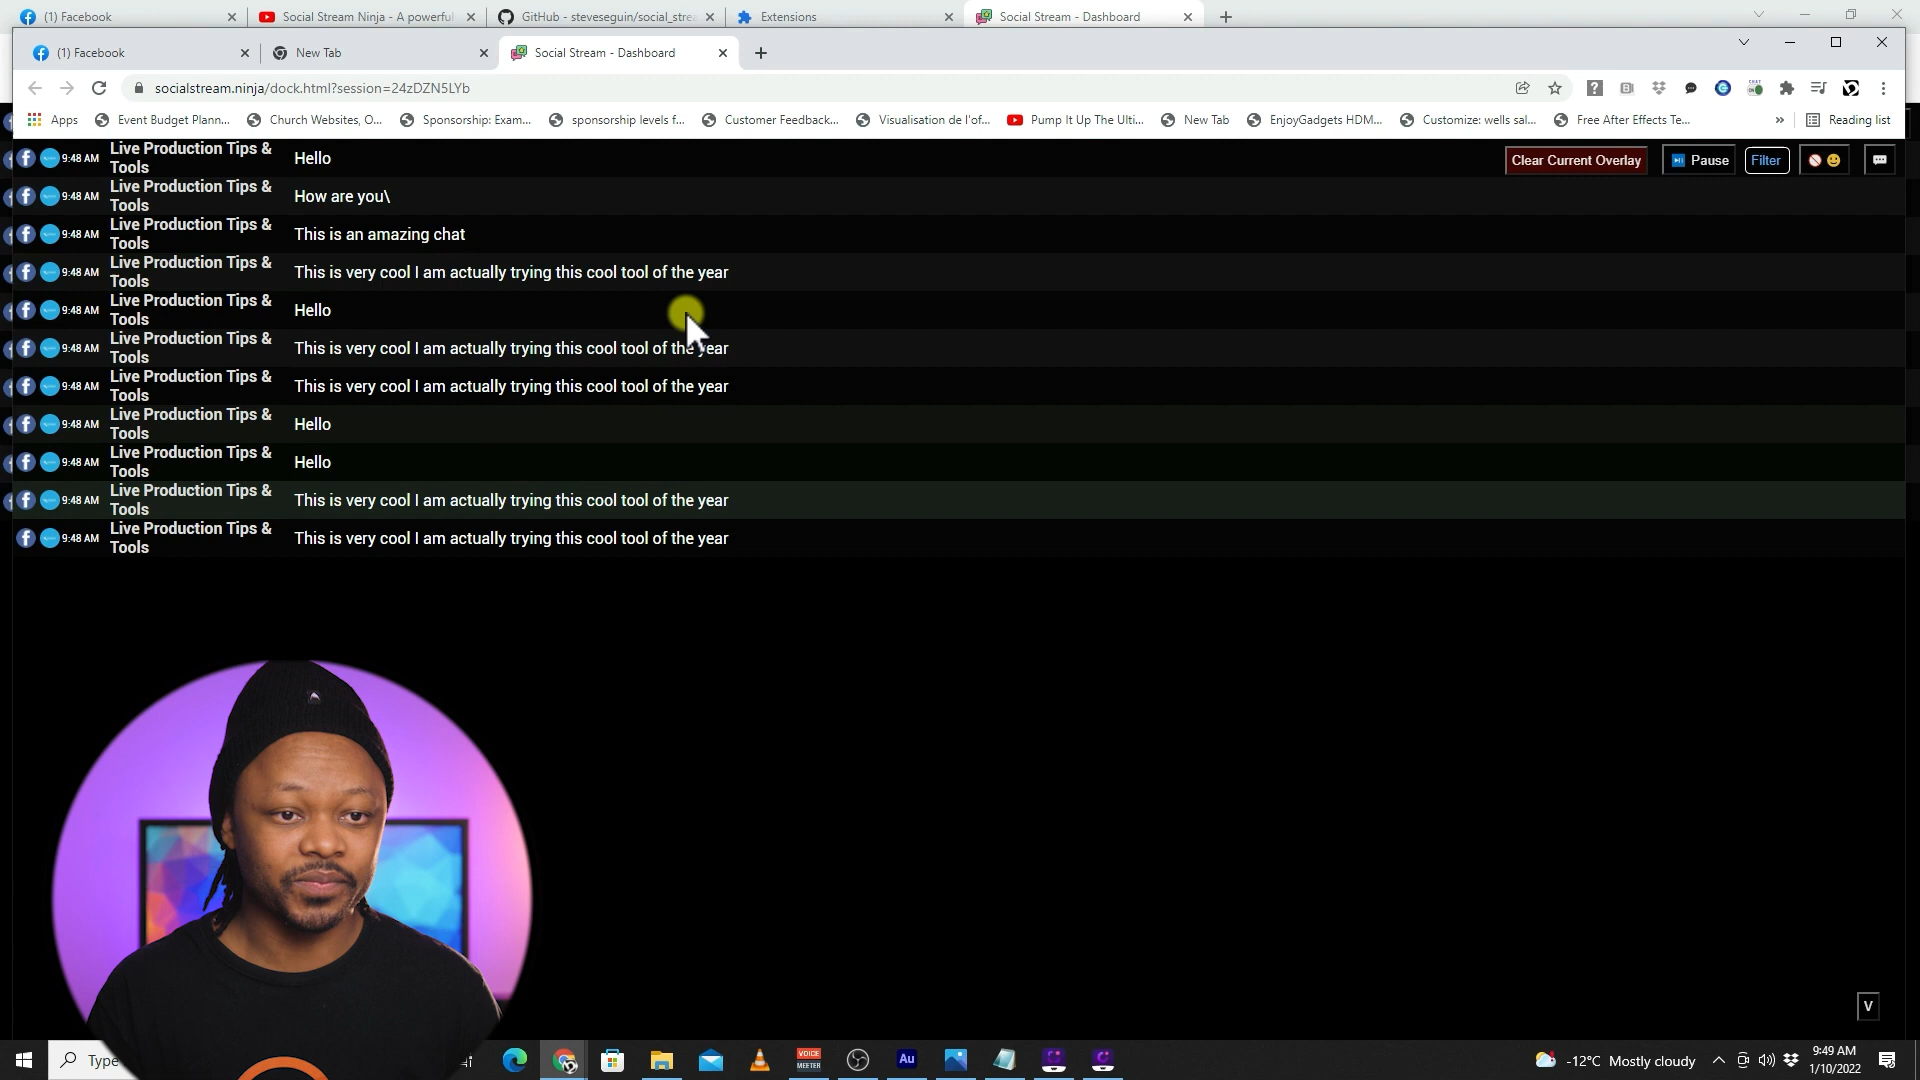 (1) Facebook
Social Stream Ninja - A powerful
GitHub - steveseguin/social_stre
Extensions
Social Stream - Dashboard
(1) Facebook
New Tab
Social Stream - Dashboard
socialstream.ninja/dock.html?session=24zDZN5LYb
Apps
Event Budget Plann...
Church Websites, O...
Sponsorship: Exam...
sponsorship levels f...
Customer Feedback...
Visualisation de l'of...
Pump It Up The Ulti...
New Tab
EnjoyGadgets HDM...
Customize: wells sal...
Free After Effects Te...
»
Reading list
9:48 AM Live Production Tips & Hello
Tools
Clear Current Overlay
Pause
Filter
9:48 AM Live Production Tips & How are you\
Tools
9:48 AM Live Production Tips & This is an amazing chat
Tools
9:48 AM Live Production Tips & This is very cool I am actually trying this cool tool of the year
Tools
9:48 AM Live Production Tips & Hello
Tools
9:48 AM Live Production Tips & This is very cool I am actually trying this cool tool of the year
Tools
9:48 AM Live Production Tips & This is very cool I am actually trying this cool tool of the year
Tools
9:48 AM Live Production Tips & Hello
Tools
9:48 AM Live Production Tips & Hello
Tools
9:48 AM Live Production Tips & This is very cool I am actually trying this cool tool of the year
Tools
9:48 AM Live Production Tips & This is very cool I am actually trying this cool tool of the year
Tools
V
Type
VOICE
MEETER
Au
-12°C Mostly cloudy
9:49 AM
1/10/2022